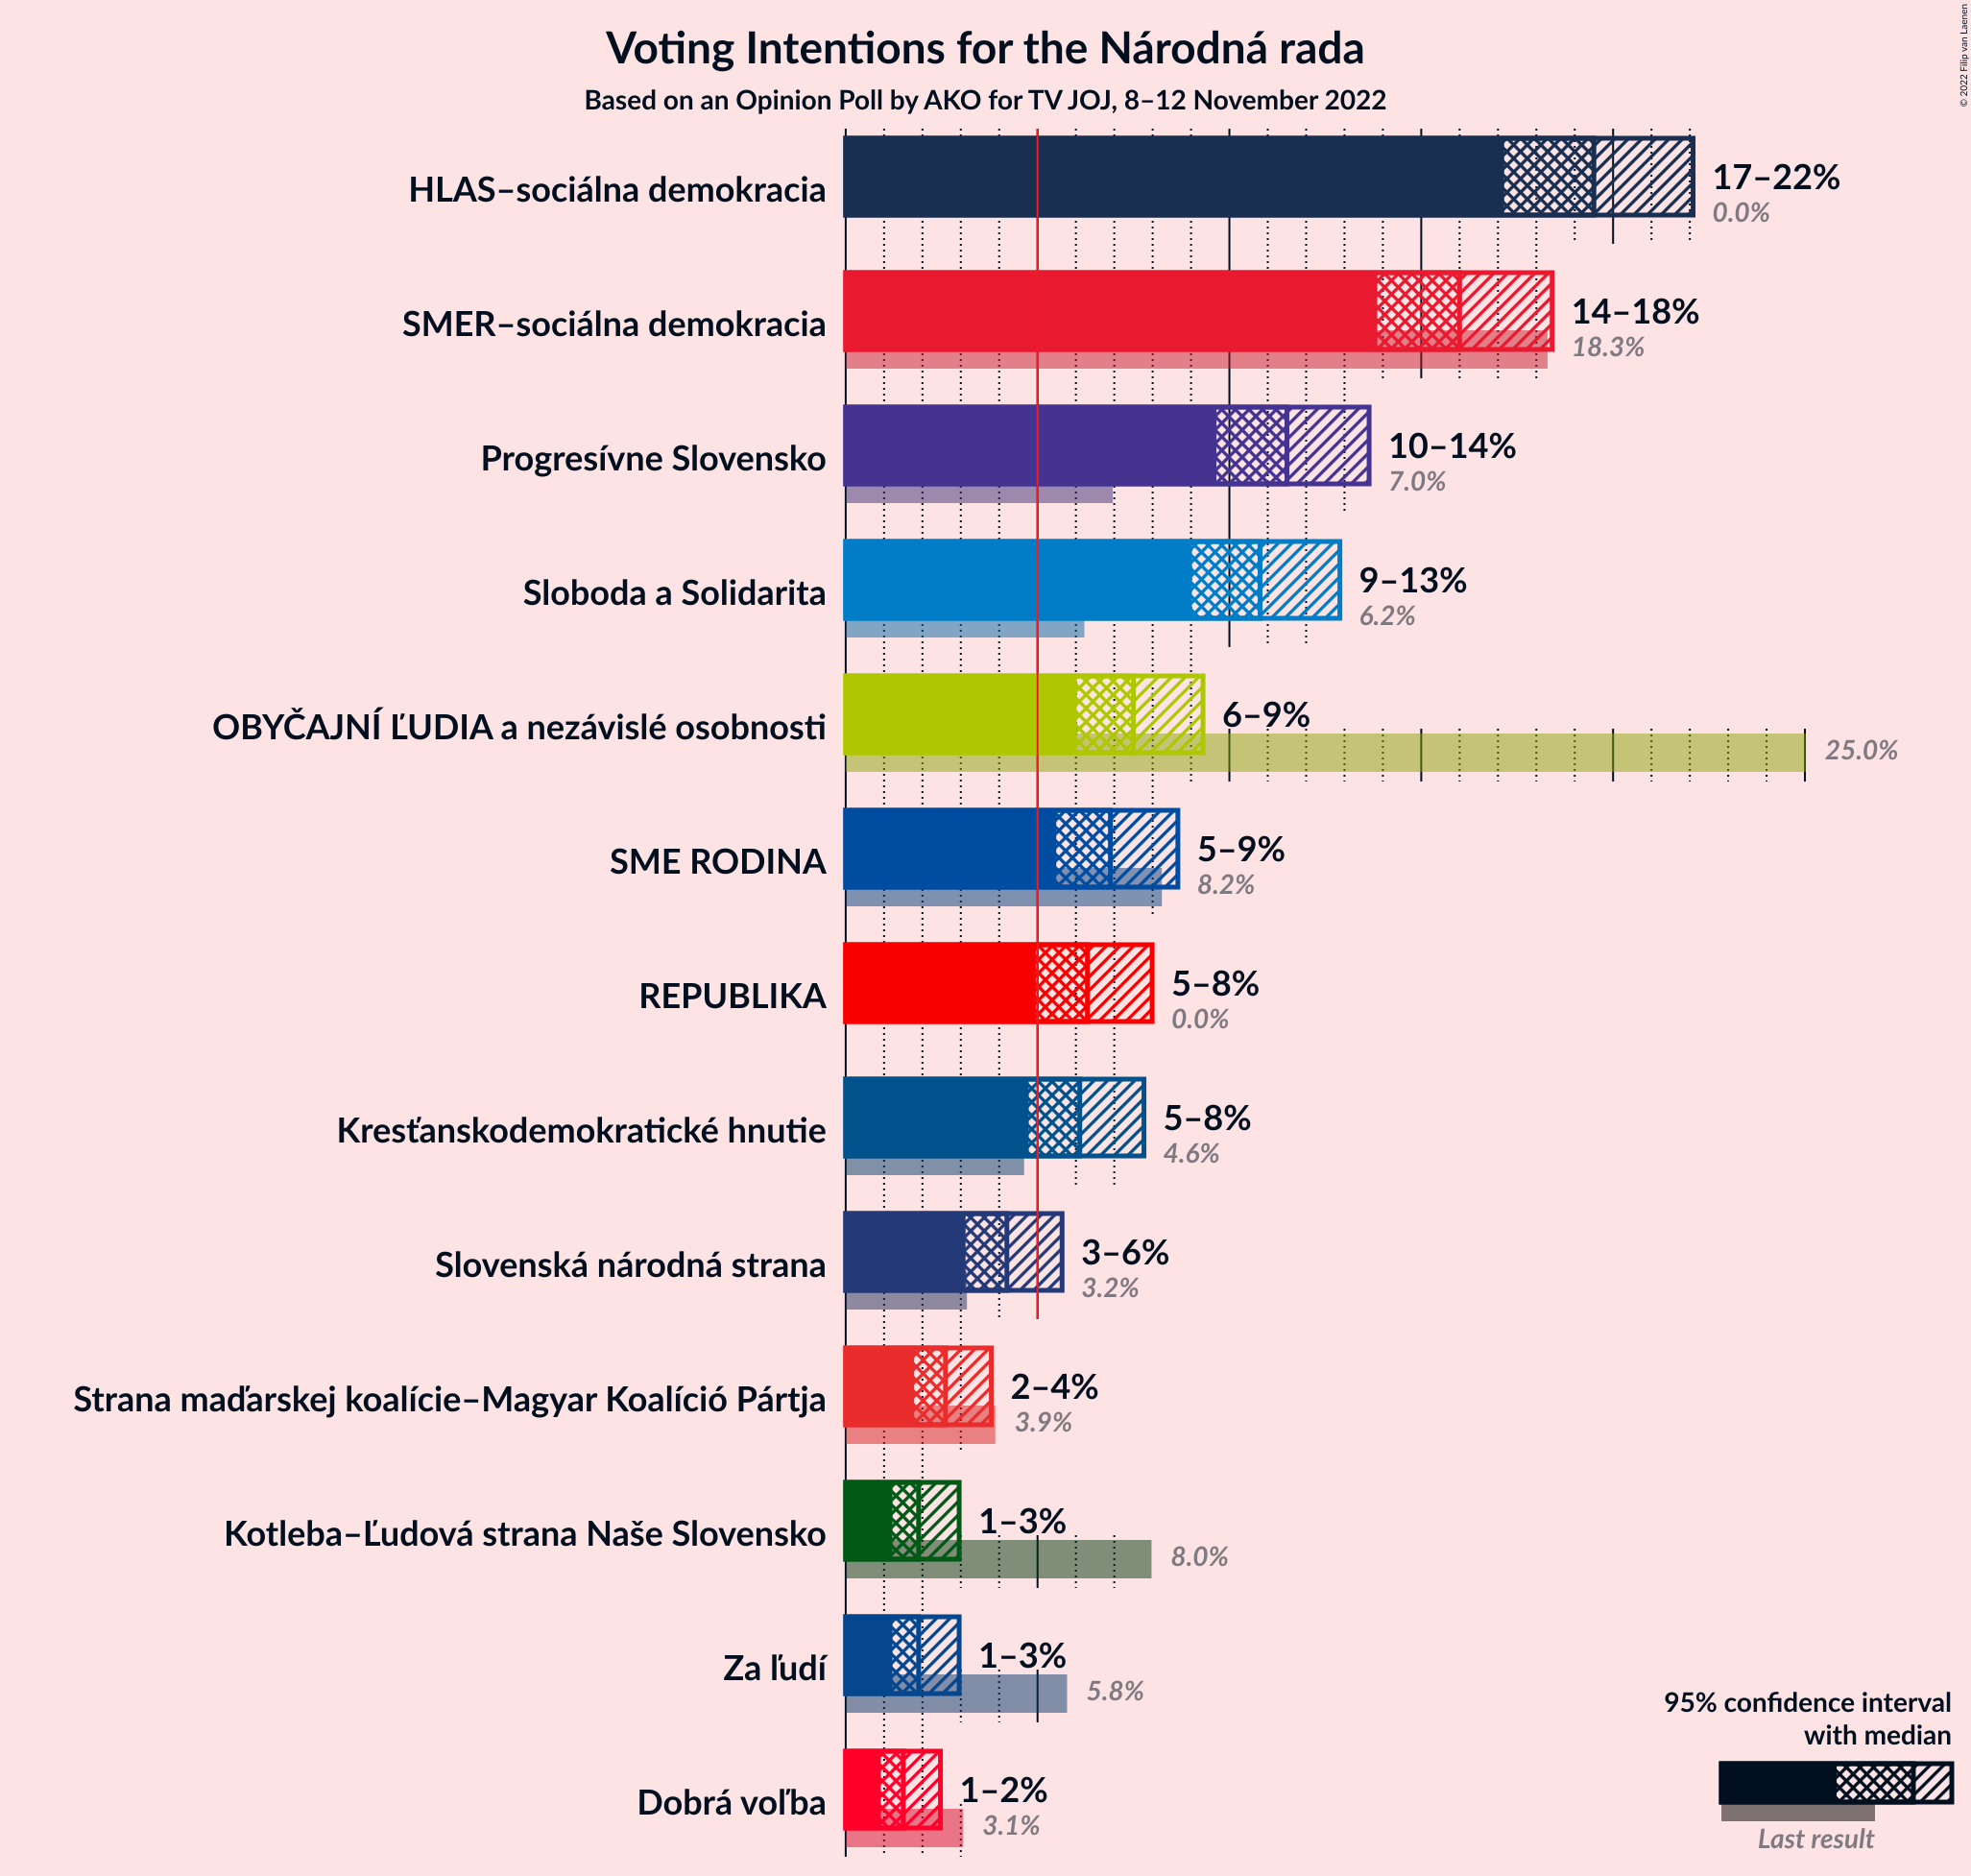 Voting Intentions for the Národná rada
Based on an Opinion Poll by AKO for TV JOJ, 8–12 November 2022
© 2022 Filip van Laenen
HLAS–sociálna demokracia
17–22%
0.0%
SMER–sociálna demokracia
14–18%
18.3%
Progresívne Slovensko
10–14%
7.0%
Sloboda a Solidarita
9–13%
6.2%
OBYČAJNÍ ĽUDIA a nezávislé osobnosti
6–9%
25.0%
SME RODINA
5–9%
8.2%
REPUBLIKA
5–8%
0.0%
Kresťanskodemokratické hnutie
5–8%
4.6%
Slovenská národná strana
3–6%
3.2%
Strana maďarskej koalície–Magyar Koalíció Pártja
2–4%
3.9%
Kotleba–Ľudová strana Naše Slovensko
1–3%
8.0%
Za ľudí
1–3%
5.8%
Dobrá voľba
1–2%
3.1%
95% confidence interval
with median
Last result